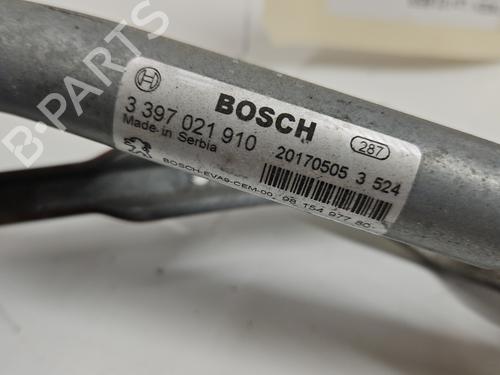 BOSCH
3 397 021 910
Made in Serbia
287
20170505 3 524
BOSCH-EVA9-CEM-00
98 154 977 80
B-PARTS